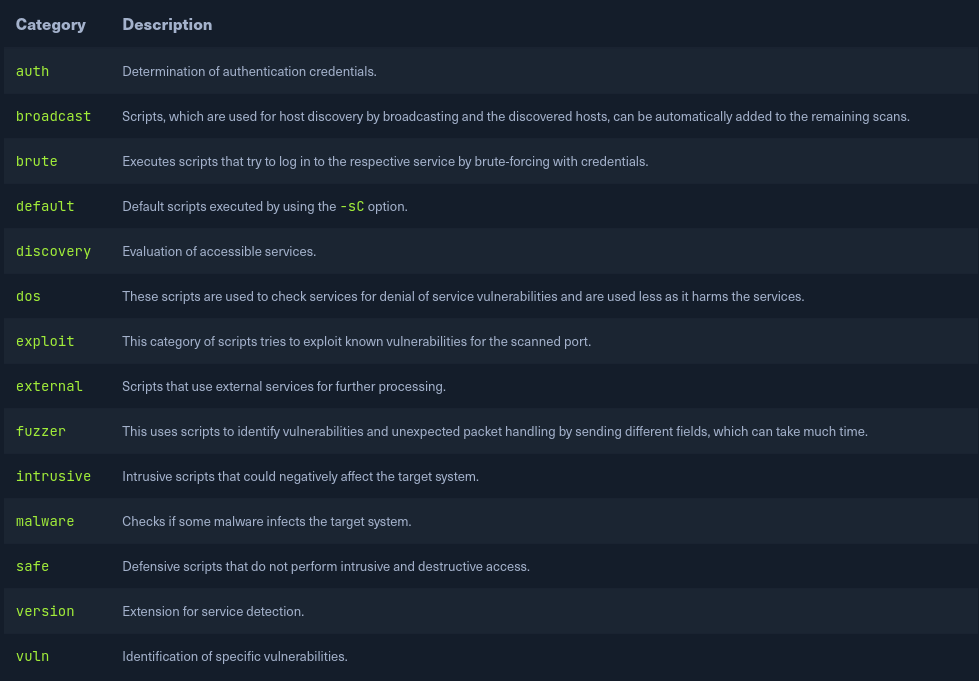 Category Description
auth Determination of authentication credentials.
broadcast Scripts, which are used for host discovery by broadcasting and the discovered hosts, can be automatically added to the remaining scans.
brute Executes scripts that try to log in to the respective service by brute-forcing with credentials.
default Default scripts executed by using the -sC option.
discovery Evaluation of accessible services.
dos These scripts are used to check services for denial of service vulnerabilities and are used less as it harms the services.
exploit This category of scripts tries to exploit known vulnerabilities for the scanned port.
external Scripts that use external services for further processing.
fuzzer This uses scripts to identify vulnerabilities and unexpected packet handling by sending different fields, which can take much time.
intrusive Intrusive scripts that could negatively affect the target system.
malware Checks if some malware infects the target system.
safe Defensive scripts that do not perform intrusive and destructive access.
version Extension for service detection.
vuln Identification of specific vulnerabilities.